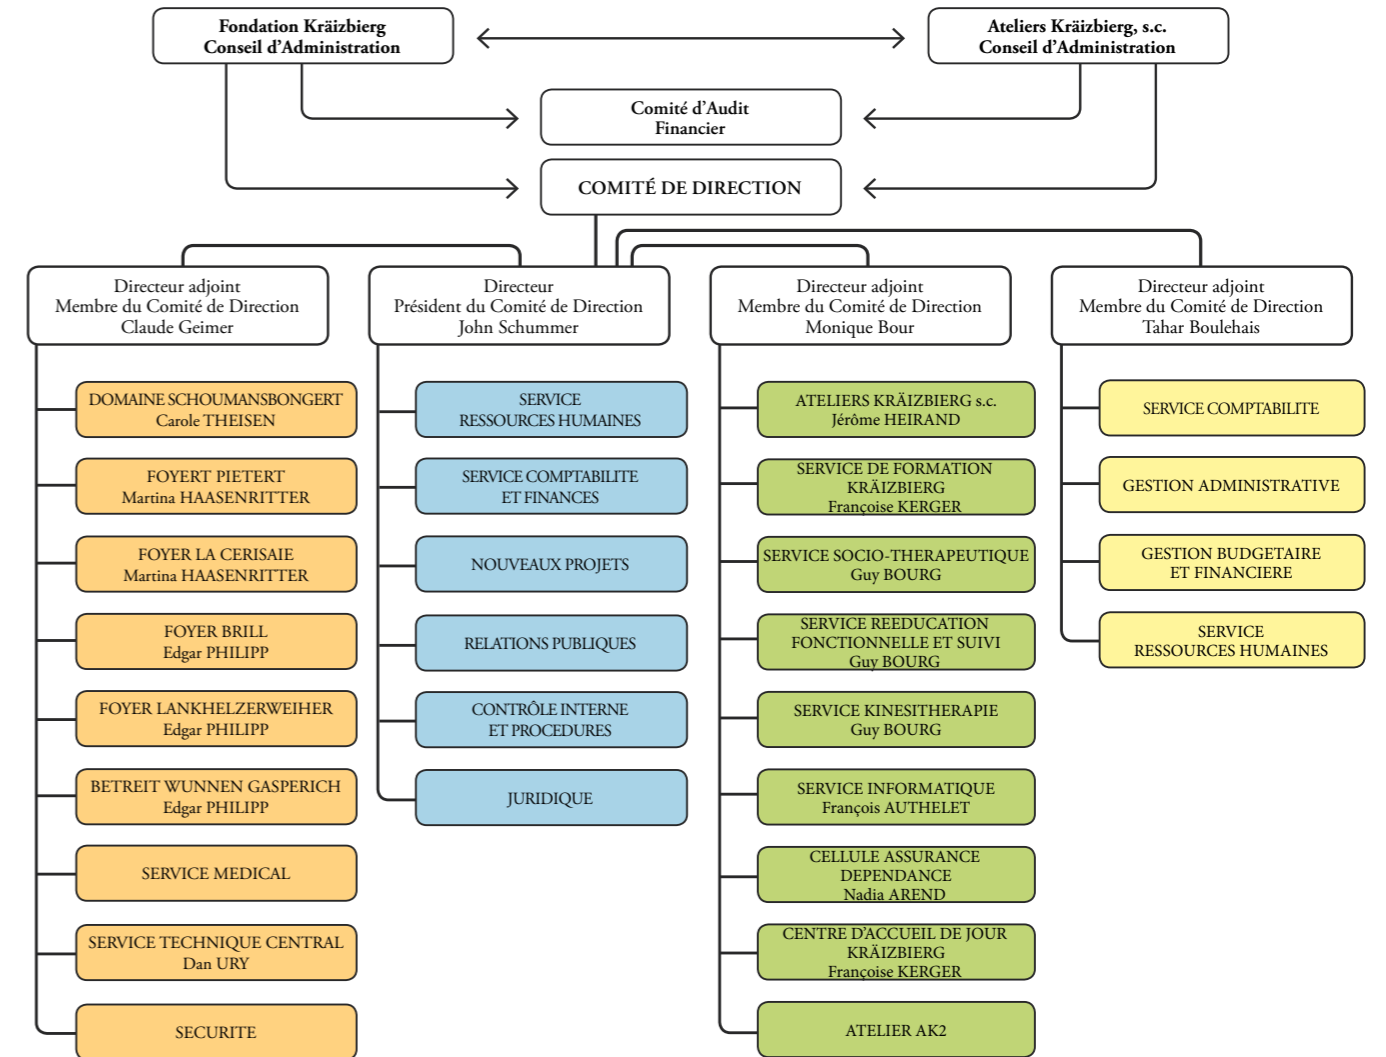 Fondation Kräizbierg
Conseil d’Administration
Ateliers Kräizbierg, s.c.
Conseil d’Administration
Comité d’Audit
Financier
COMITÉ DE DIRECTION
Directeur adjoint
Membre du Comité de Direction
Claude Geimer
Directeur
Président du Comité de Direction
John Schummer
Directeur adjoint
Membre du Comité de Direction
Monique Bour
Directeur adjoint
Membre du Comité de Direction
Tahar Boulehais
DOMAINE SCHOUMANSBONGERT
Carole THEISEN
FOYERT PIETERT
Martina HAASENRITTER
FOYER LA CERISAIE
Martina HAASENRITTER
FOYER BRILL
Edgar PHILIPP
FOYER LANKHELZERWEIHER
Edgar PHILIPP
BETREIT WUNNEN GASPERICH
Edgar PHILIPP
SERVICE MEDICAL
SERVICE TECHNIQUE CENTRAL
Dan URY
SECURITE
SERVICE
RESSOURCES HUMAINES
SERVICE COMPTABILITE
ET FINANCES
NOUVEAUX PROJETS
RELATIONS PUBLIQUES
CONTRÔLE INTERNE
ET PROCEDURES
JURIDIQUE
ATELIERS KRÄIZBIERG s.c.
Jérôme HEIRAND
SERVICE DE FORMATION
KRÄIZBIERG
Françoise KERGER
SERVICE SOCIO-THERAPEUTIQUE
Guy BOURG
SERVICE REEDUCATION
FONCTIONNELLE ET SUIVI
Guy BOURG
SERVICE KINESITHERAPIE
Guy BOURG
SERVICE INFORMATIQUE
François AUTHELET
CELLULE ASSURANCE
DEPENDANCE
Nadia AREND
CENTRE D’ACCUEIL DE JOUR
KRÄIZBIERG
Françoise KERGER
ATELIER AK2
SERVICE COMPTABILITE
GESTION ADMINISTRATIVE
GESTION BUDGETAIRE
ET FINANCIERE
SERVICE
RESSOURCES HUMAINES